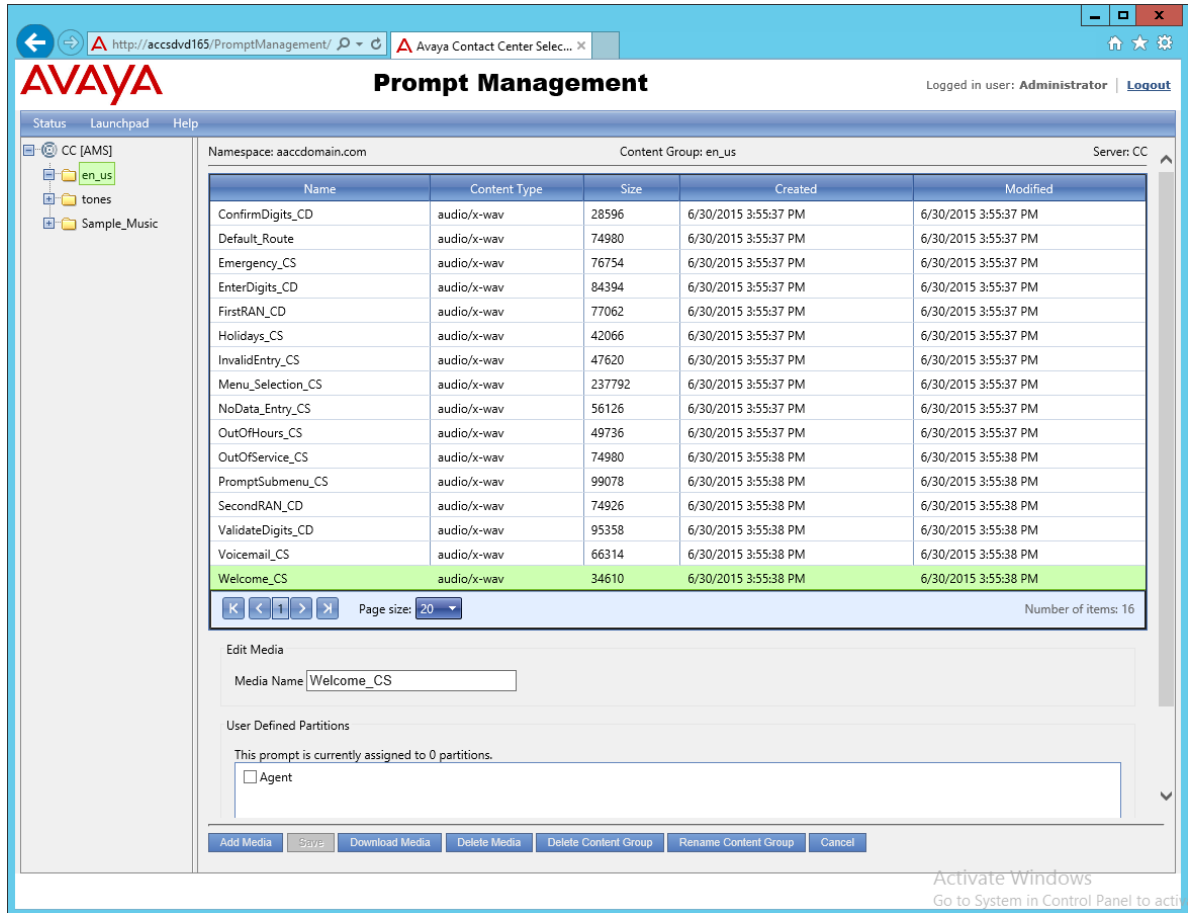 http://accsdvd165/PromptManagement/
Avaya Contact Center Selec...
AVAYA
Prompt Management
Logged in user: Administrator | Logout
Status Launchpad Help
CC [AMS]
en_us
tones
Sample_Music
Namespace: aaccdomain.com Content Group: en_us Server: CC
Name Content Type Size Created Modified
ConfirmDigits_CD audio/x-wav 28596 6/30/2015 3:55:37 PM 6/30/2015 3:55:37 PM
Default_Route audio/x-wav 74980 6/30/2015 3:55:37 PM 6/30/2015 3:55:37 PM
Emergency_CS audio/x-wav 76754 6/30/2015 3:55:37 PM 6/30/2015 3:55:37 PM
EnterDigits_CD audio/x-wav 84394 6/30/2015 3:55:37 PM 6/30/2015 3:55:37 PM
FirstRAN_CD audio/x-wav 77062 6/30/2015 3:55:37 PM 6/30/2015 3:55:37 PM
Holidays_CS audio/x-wav 42066 6/30/2015 3:55:37 PM 6/30/2015 3:55:37 PM
InvalidEntry_CS audio/x-wav 47620 6/30/2015 3:55:37 PM 6/30/2015 3:55:37 PM
Menu_Selection_CS audio/x-wav 237792 6/30/2015 3:55:37 PM 6/30/2015 3:55:37 PM
NoData_Entry_CS audio/x-wav 56126 6/30/2015 3:55:37 PM 6/30/2015 3:55:37 PM
OutOfHours_CS audio/x-wav 49736 6/30/2015 3:55:37 PM 6/30/2015 3:55:37 PM
OutOfService_CS audio/x-wav 74980 6/30/2015 3:55:38 PM 6/30/2015 3:55:38 PM
PromptSubmenu_CS audio/x-wav 99078 6/30/2015 3:55:38 PM 6/30/2015 3:55:38 PM
SecondRAN_CD audio/x-wav 74926 6/30/2015 3:55:38 PM 6/30/2015 3:55:38 PM
ValidateDigits_CD audio/x-wav 95358 6/30/2015 3:55:38 PM 6/30/2015 3:55:38 PM
Voicemail_CS audio/x-wav 66314 6/30/2015 3:55:38 PM 6/30/2015 3:55:38 PM
Welcome_CS audio/x-wav 34610 6/30/2015 3:55:38 PM 6/30/2015 3:55:38 PM
1 Page size: 20 Number of items: 16
Edit Media
Media Name Welcome_CS
User Defined Partitions
This prompt is currently assigned to 0 partitions.
Agent
Add Media Save Download Media Delete Media Delete Content Group Rename Content Group Cancel
Activate Windows
Go to System in Control Panel to acti